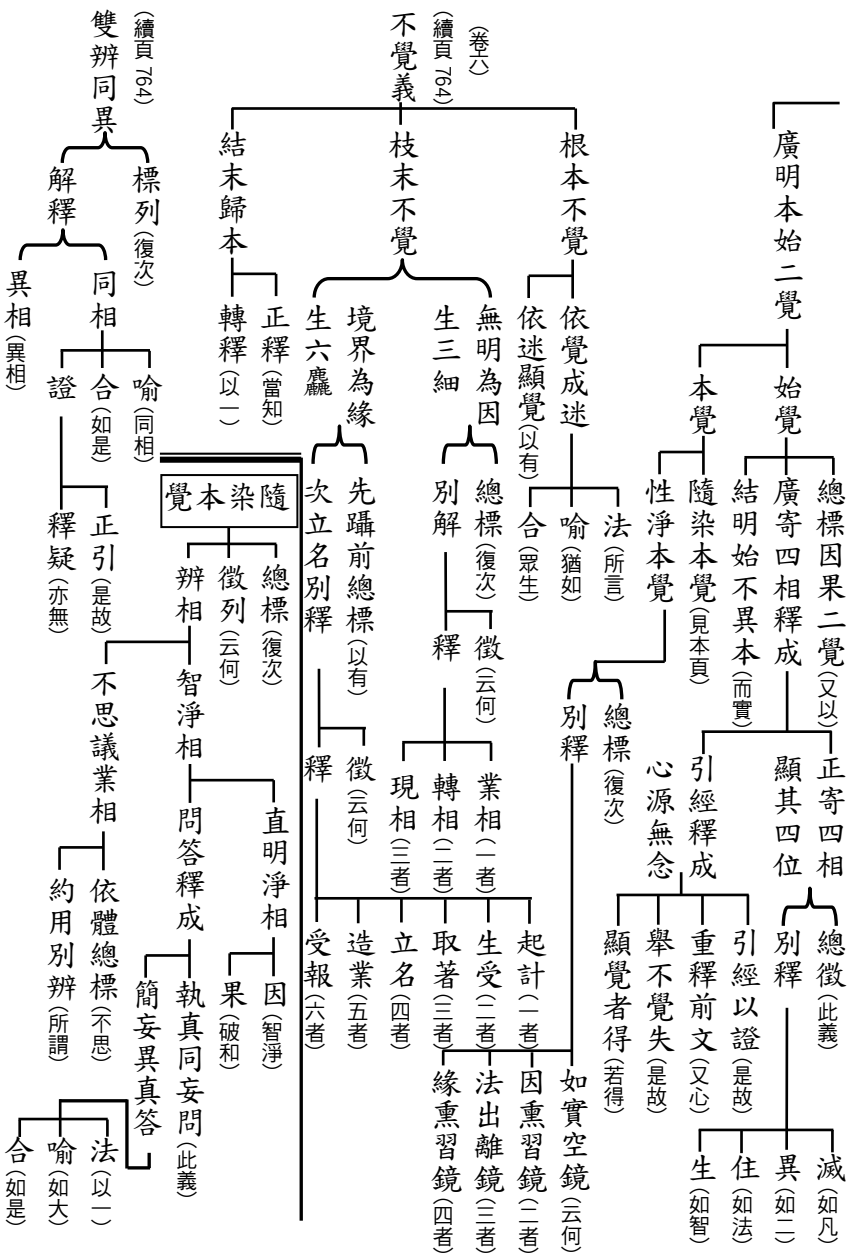 廣明本始二覺
始覺
總標因果二覺(又以)
廣寄四相釋成
正寄四相
顯其四位
總徵(此義)
別釋
滅(如凡)
異(如二)
住(如法)
生(如智)
引經釋成
心源無念
引經以證(是故)
重釋前文(又心)
舉不覺失(是故)
顯覺者得(若得)
結明始不異本(而實)
本覺
隨染本覺(見本頁)
性淨本覺
總標(復次)
別釋
如實空鏡(云何)
因熏習鏡(二者)
法出離鏡(三者)
緣熏習鏡(四者)
(卷六)
(續頁 764)
不覺義
根本不覺
依覺成迷
法(所言)
喻(猶如)
合(眾生)
依迷顯覺(以有)
枝末不覺
無明為因
生三細
總標(復次)
別解
徵(云何)
釋
業相(一者)
轉相(二者)
現相(三者)
境界為緣
生六麤
先躡前總標(以有)
次立名別釋
徵(云何)
釋
起計(一者)
生受(二者)
取著(三者)
立名(四者)
造業(五者)
受報(六者)
結末歸本
正釋(當知)
轉釋(以一)
(續頁 764)
雙辨同異
標列(復次)
解釋
同相
喻(同相)
合(如是)
證
正引(是故)
釋疑(亦無)
異相(異相)
覺本染隨
總標(復次)
徵列(云何)
辨相
智淨相
直明淨相
因(智淨)
果(破和)
問答釋成
執真同妄問(此義)
簡妄異真答
法(以一)
喻(如大)
合(如是)
不思議業相
依體總標(不思)
約用別辨(所謂)